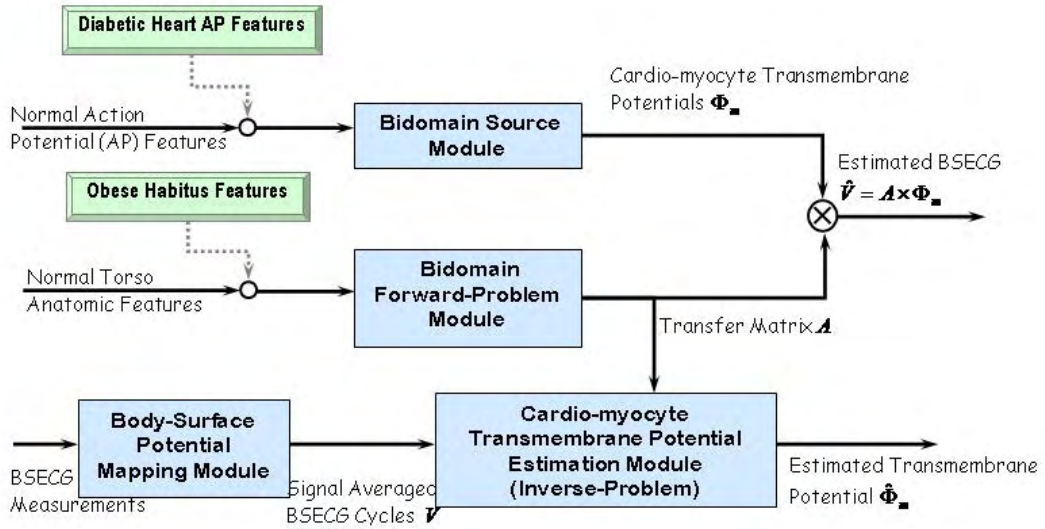 Diabetic Heart AP Features
Cardio-myocyte Transmembrane
Potentials Φm
Normal Action
Potential (AP) Features
Bidomain Source
Module
Estimated BSECG
V̂ = A×Φm
Obese Habitus Features
Normal Torso
Anatomic Features
Bidomain
Forward-Problem
Module
Transfer Matrix A
Body-Surface
Potential
Mapping Module
Cardio-myocyte
Transmembrane Potential
Estimation Module
(Inverse-Problem)
BSECG
Measurements
Signal Averaged
BSECG Cycles V
Estimated Transmembrane
Potential Φ̂m